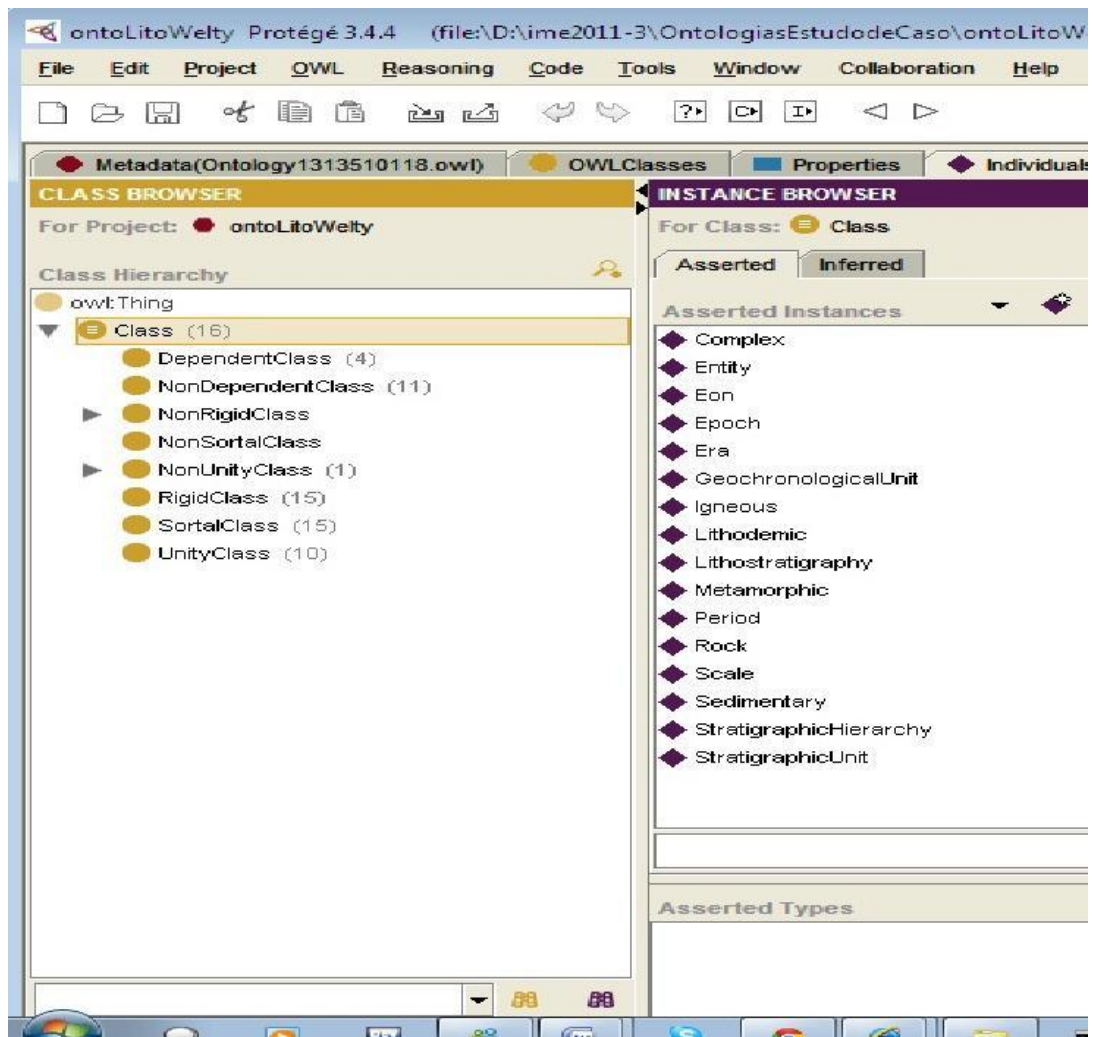 ontoLitoWelty Protégé 3.4.4 (file:\D:\ime2011-3\OntologiasEstudodeCaso\ontoLitoW
File Edit Project OWL Reasoning Code Tools Window Collaboration Help
Metadata(Ontology1313510118.owl) OWLClasses Properties Individuals
CLASS BROWSER
For Project: ontoLitoWelty
Class Hierarchy
owl:Thing
Class (16)
DependentClass (4)
NonDependentClass (11)
NonRigidClass
NonSortalClass
NonUnityClass (1)
RigidClass (15)
SortalClass (15)
UnityClass (10)
INSTANCE BROWSER
For Class: Class
Asserted Inferred
Asserted Instances
Complex
Entity
Eon
Epoch
Era
GeochronologicalUnit
Igneous
Lithodemic
Lithostratigraphy
Metamorphic
Period
Rock
Scale
Sedimentary
StratigraphicHierarchy
StratigraphicUnit
Asserted Types